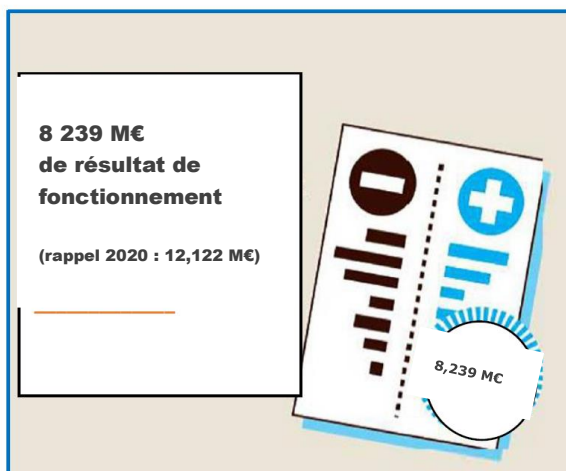 8 239 M€
de résultat de
fonctionnement
(rappel 2020 : 12,122 M€)
8,239 M€